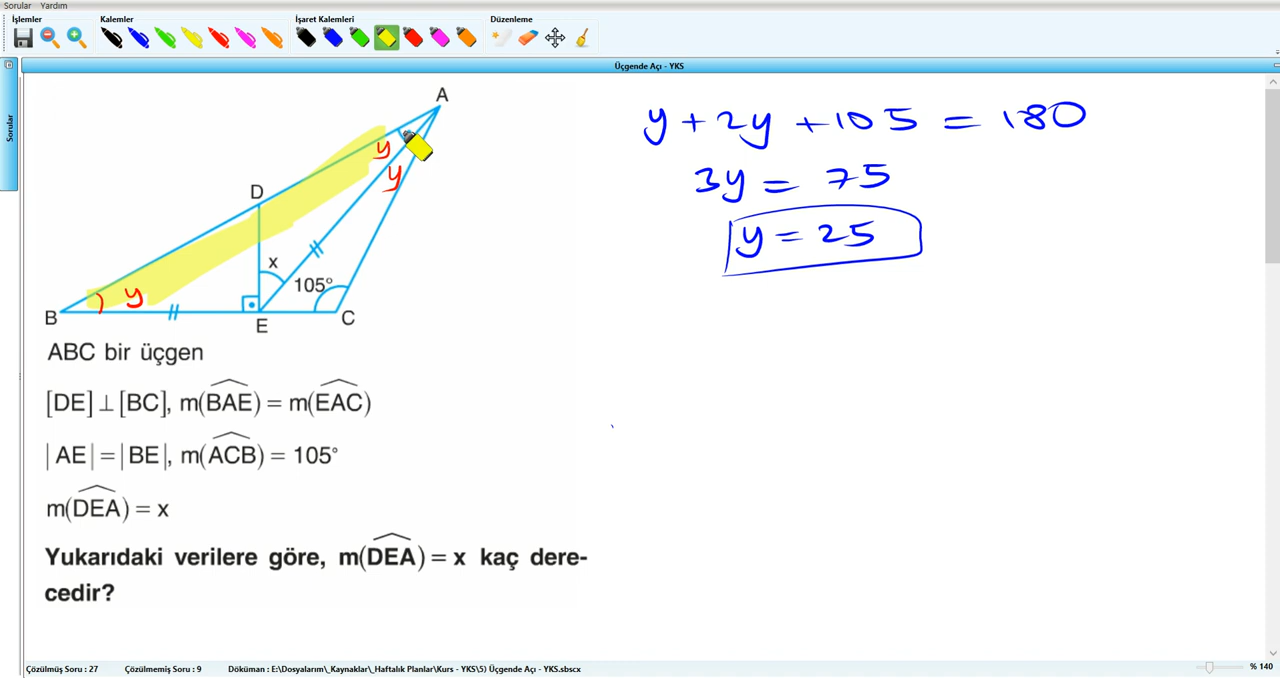 Sorular Yardım
İşlemler Kalemler İşaret Kalemleri Düzenleme
Üçgende Açı - YKS
Sorular
A
y
y
D
x
105°
y
B
E
C
ABC bir üçgen
[DE]⊥[BC], m(BAE) = m(EAC)
|AE|=|BE|, m(ACB) = 105°
m(DEA) = x
Yukarıdaki verilere göre, m(DEA) = x kaç dere-
cedir?
y + 2y + 105 = 180
3y = 75
y = 25
Çözülmüş Soru : 27 Çözülmemiş Soru : 9 Döküman : E:\Dosyalarım\_Kaynaklar\_Haftalık Planlar\Kurs - YKS\5) Üçgende Açı - YKS.sbscx % 140